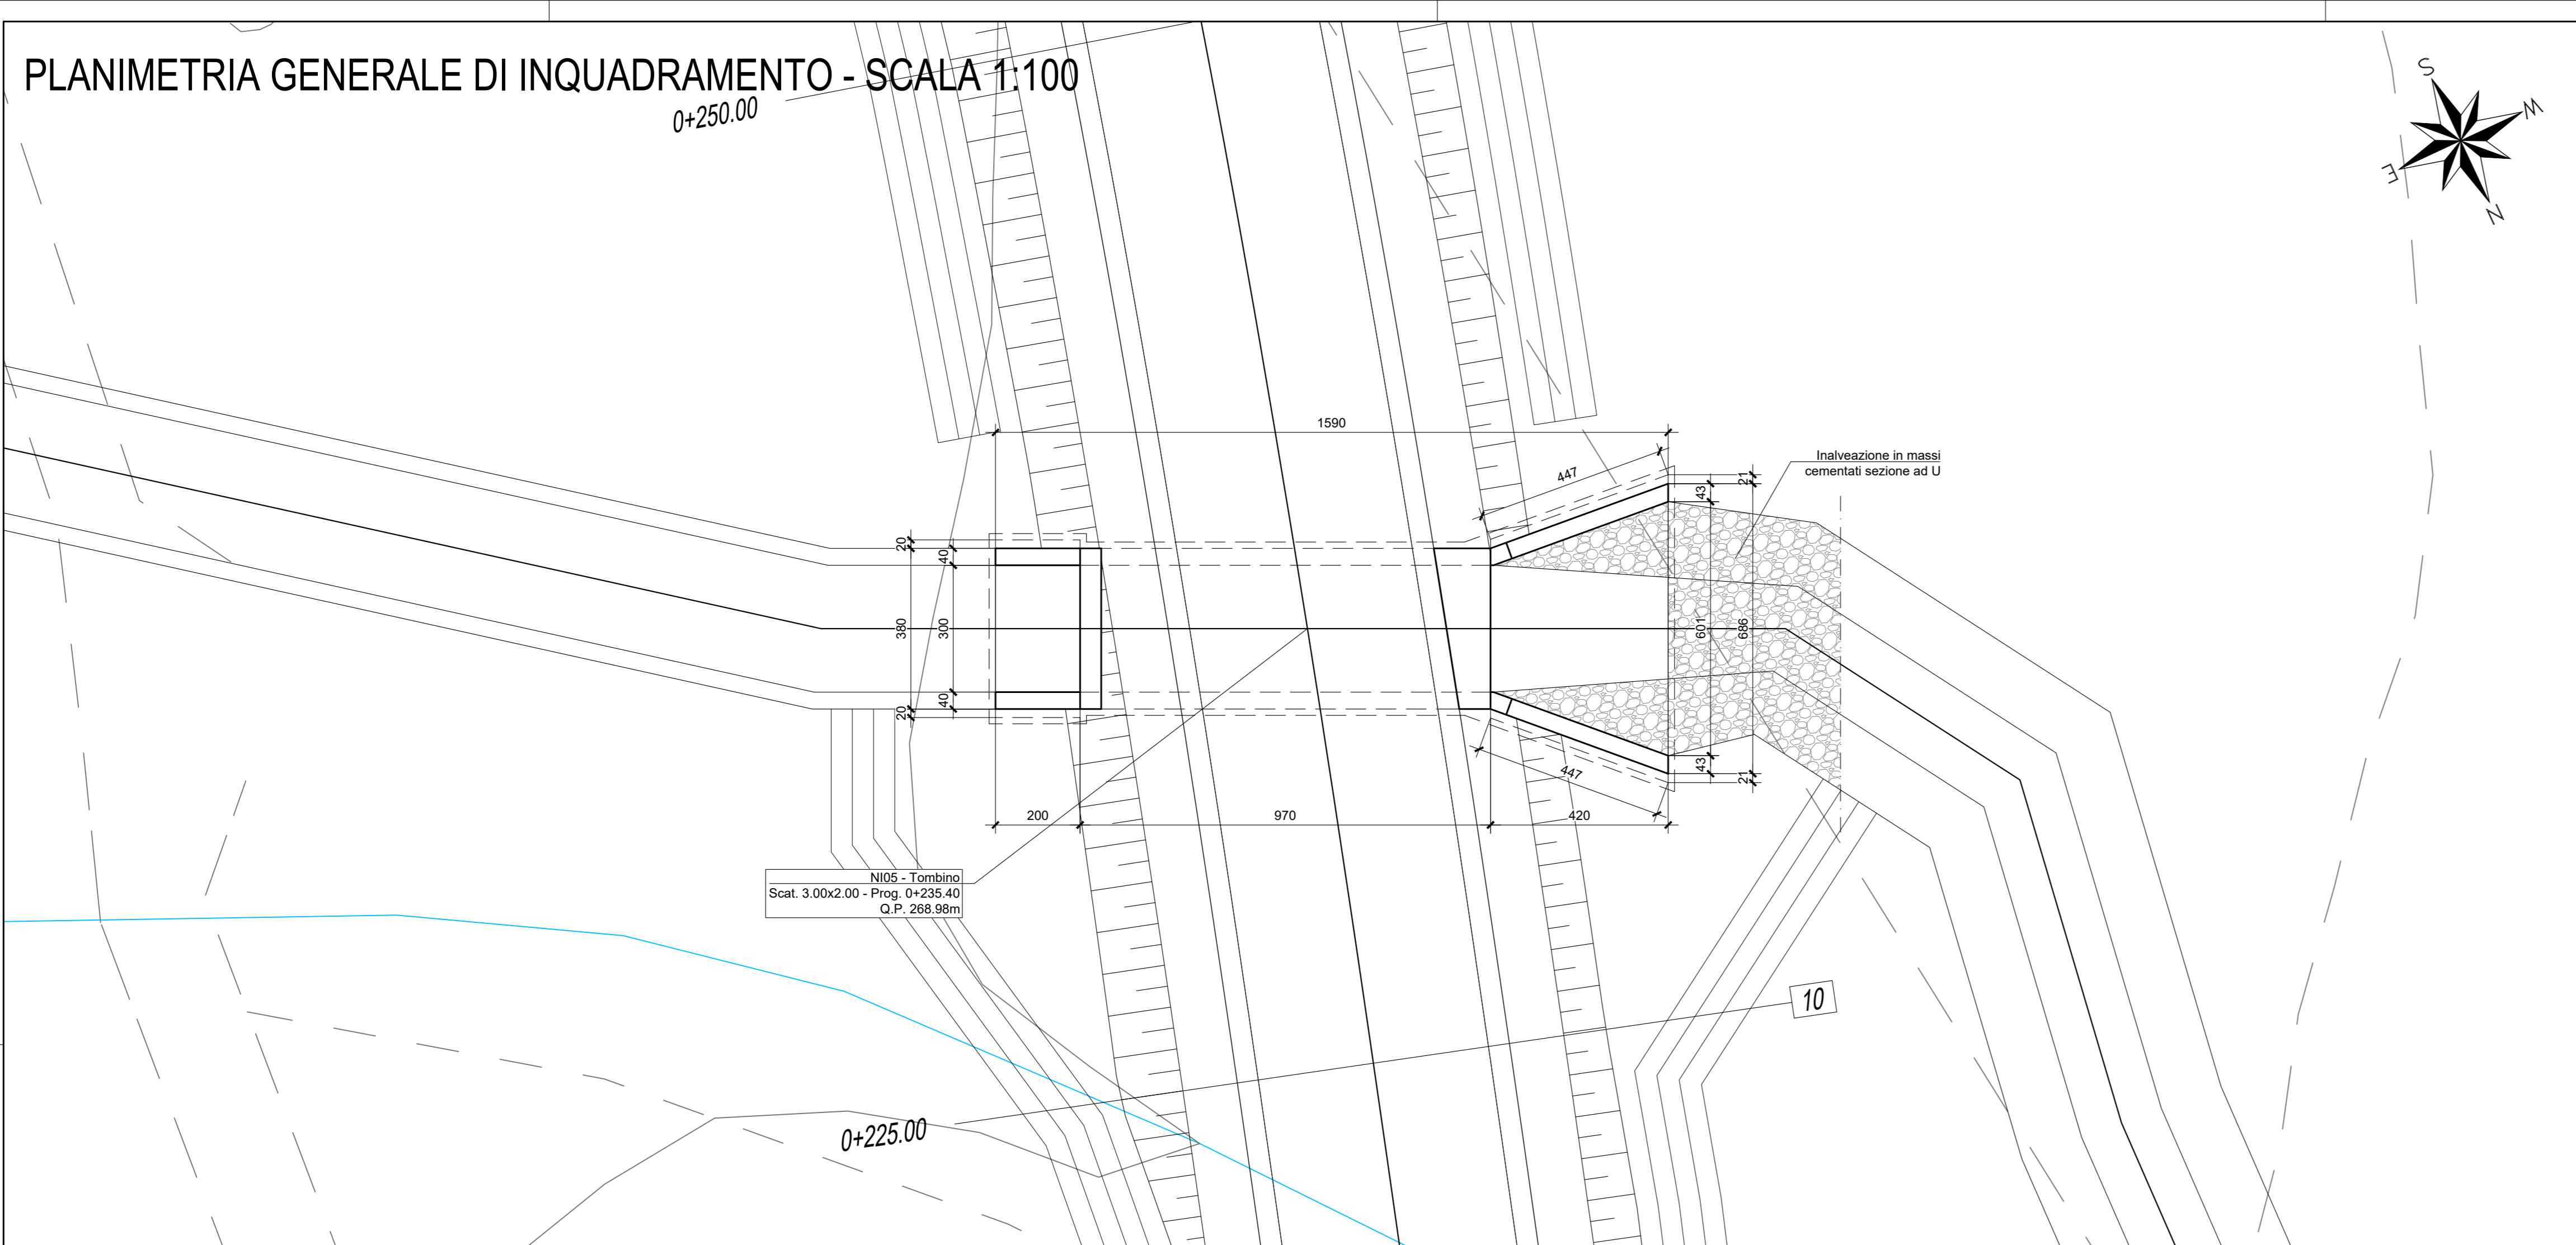 PLANIMETRIA GENERALE DI INQUADRAMENTO - SCALA 1:100
0+250.00
S
W
E
N
1590
447
Inalveazione in massi
cementati sezione ad U
21
43
20
40
380
300
601
686
40
20
43
21
447
200
970
420
NI05 - Tombino
Scat. 3.00x2.00 - Prog. 0+235.40
Q.P. 268.98m
10
0+225.00